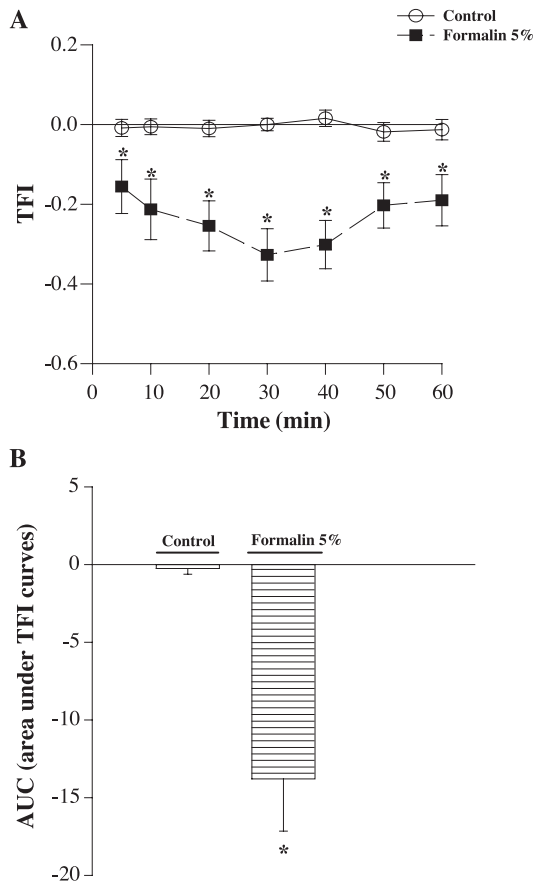 A
Control
Formalin 5%
0.2
0.0
-0.2
-0.4
-0.6
TFI
* * * * * * *
0 10 20 30 40 50 60
Time (min)
B
5
0
-5
-10
-15
-20
AUC (area under TFI curves)
Control Formalin 5%
*